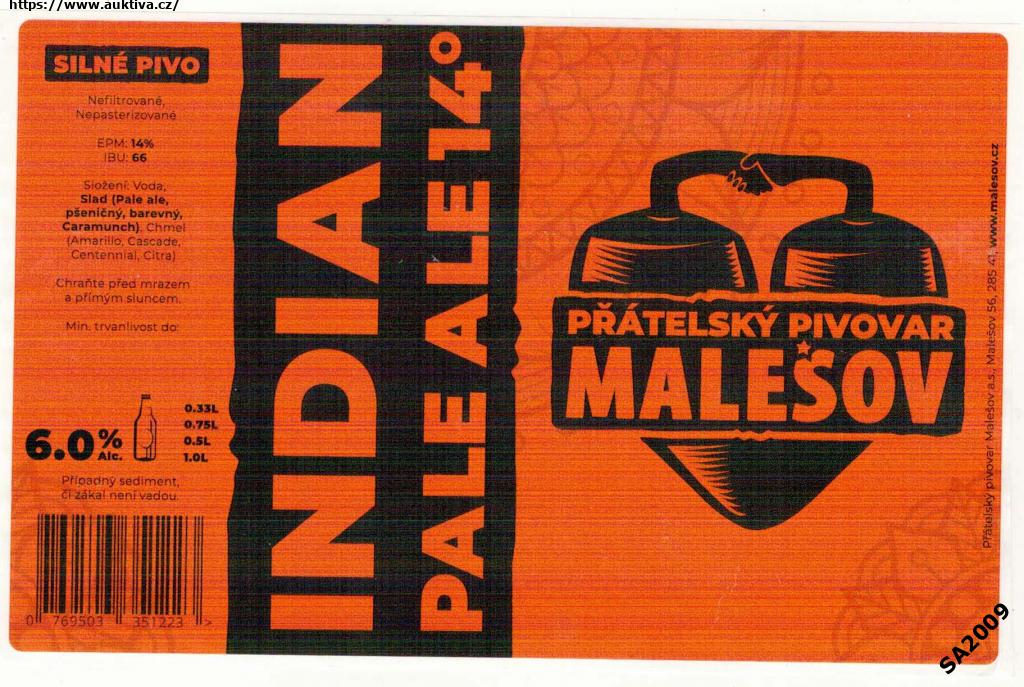 https://www.auktiva.cz/
SILNÉ PIVO
Nefiltrované,
Nepasterizované
EPM: 14%
IBU: 66
Složení: Voda,
Slad (Pale ale,
pšeničný, barevný,
Caramunch), Chmel
(Amarillo, Cascade,
Centennial, Citra)
Chraňte před mrazem
a přímým sluncem.
Min. trvanlivost do:
6.0% Alc.
0.33L
0.75L
0.5L
1.0L
Případný sediment,
či zákal není vadou.
0 769503 351223 >
INDIAN
PALE ALE 14°
PŘÁTELSKÝ PIVOVAR
MALEŠOV
Přátelský pivovar Malešov a.s., Malešov 56, 285 41, www.malesov.cz
SA2009